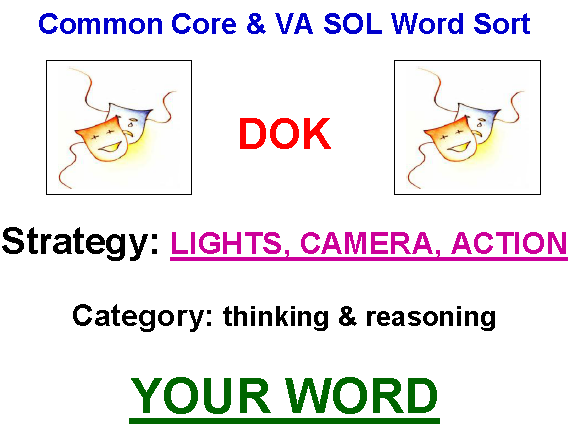 Common Core & VA SOL Word Sort
DOK
Strategy: LIGHTS, CAMERA, ACTION
Category: thinking & reasoning
YOUR WORD